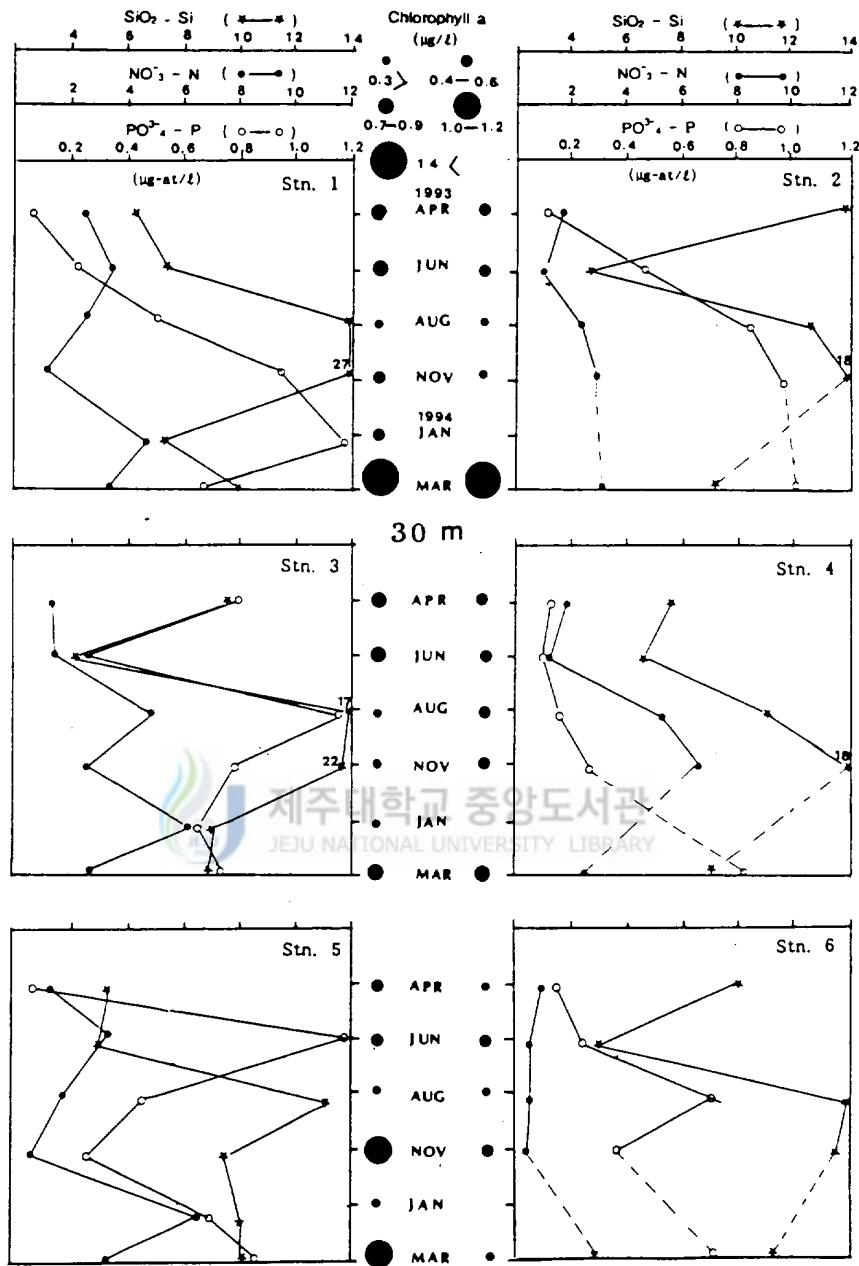 SiO₂ - Si (★—★)
4 6 8 10 12 14
NO⁻₃ - N (●—●)
2 4 6 8 10 12
PO³⁻₄ - P (○—○)
0.2 0.4 0.6 0.8 1.0 1.2
(μg-at/ℓ) Stn. 1
Chlorophyll a
(μg/ℓ)
0.3 > 0.4 — 0.6
0.7—0.9 1.0—1.2
1.4 <
SiO₂ - Si (★—★)
4 6 8 10 12 14
NO⁻₃ - N (●—●)
2 4 6 8 10 12
PO³⁻₄ - P (○—○)
0.2 0.4 0.6 0.8 1.0 1.2
(μg-at/ℓ) Stn. 2
1993
APR
JUN
AUG
27 NOV 18
1994
JAN
MAR
30 m
Stn. 3 Stn. 4
APR
JUN
17 AUG
22 NOV 18
제주대학교 중앙도서관
JAN
JEJU NATIONAL UNIVERSITY LIBRARY
MAR
Stn. 5 Stn. 6
APR
JUN
AUG
NOV
JAN
MAR